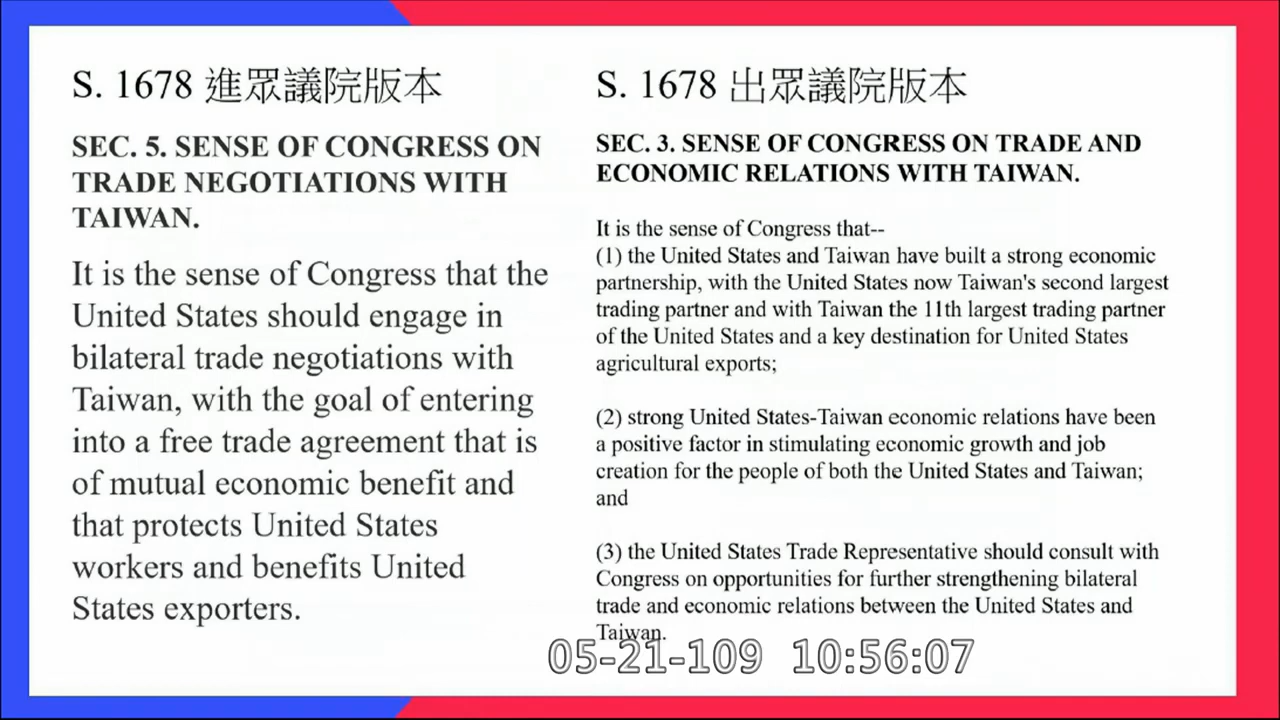 S. 1678 進眾議院版本
SEC. 5. SENSE OF CONGRESS ON
TRADE NEGOTIATIONS WITH
TAIWAN.
It is the sense of Congress that the
United States should engage in
bilateral trade negotiations with
Taiwan, with the goal of entering
into a free trade agreement that is
of mutual economic benefit and
that protects United States
workers and benefits United
States exporters.
S. 1678 出眾議院版本
SEC. 3. SENSE OF CONGRESS ON TRADE AND
ECONOMIC RELATIONS WITH TAIWAN.
It is the sense of Congress that--
(1) the United States and Taiwan have built a strong economic
partnership, with the United States now Taiwan's second largest
trading partner and with Taiwan the 11th largest trading partner
of the United States and a key destination for United States
agricultural exports;
(2) strong United States-Taiwan economic relations have been
a positive factor in stimulating economic growth and job
creation for the people of both the United States and Taiwan;
and
(3) the United States Trade Representative should consult with
Congress on opportunities for further strengthening bilateral
trade and economic relations between the United States and
Taiwan.
05-21-109 10:56:07